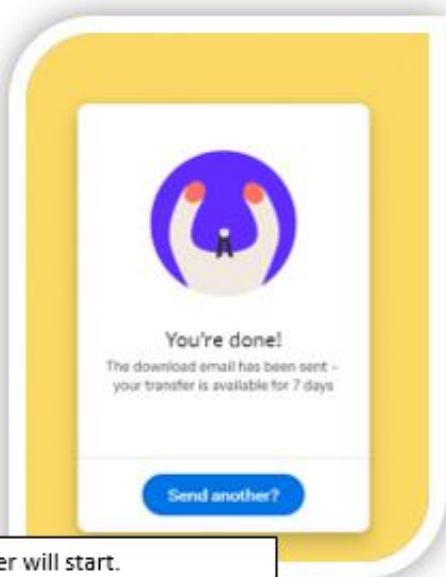 You're done!
The download email has been sent –
your transfer is available for 7 days
Send another?
er will start.